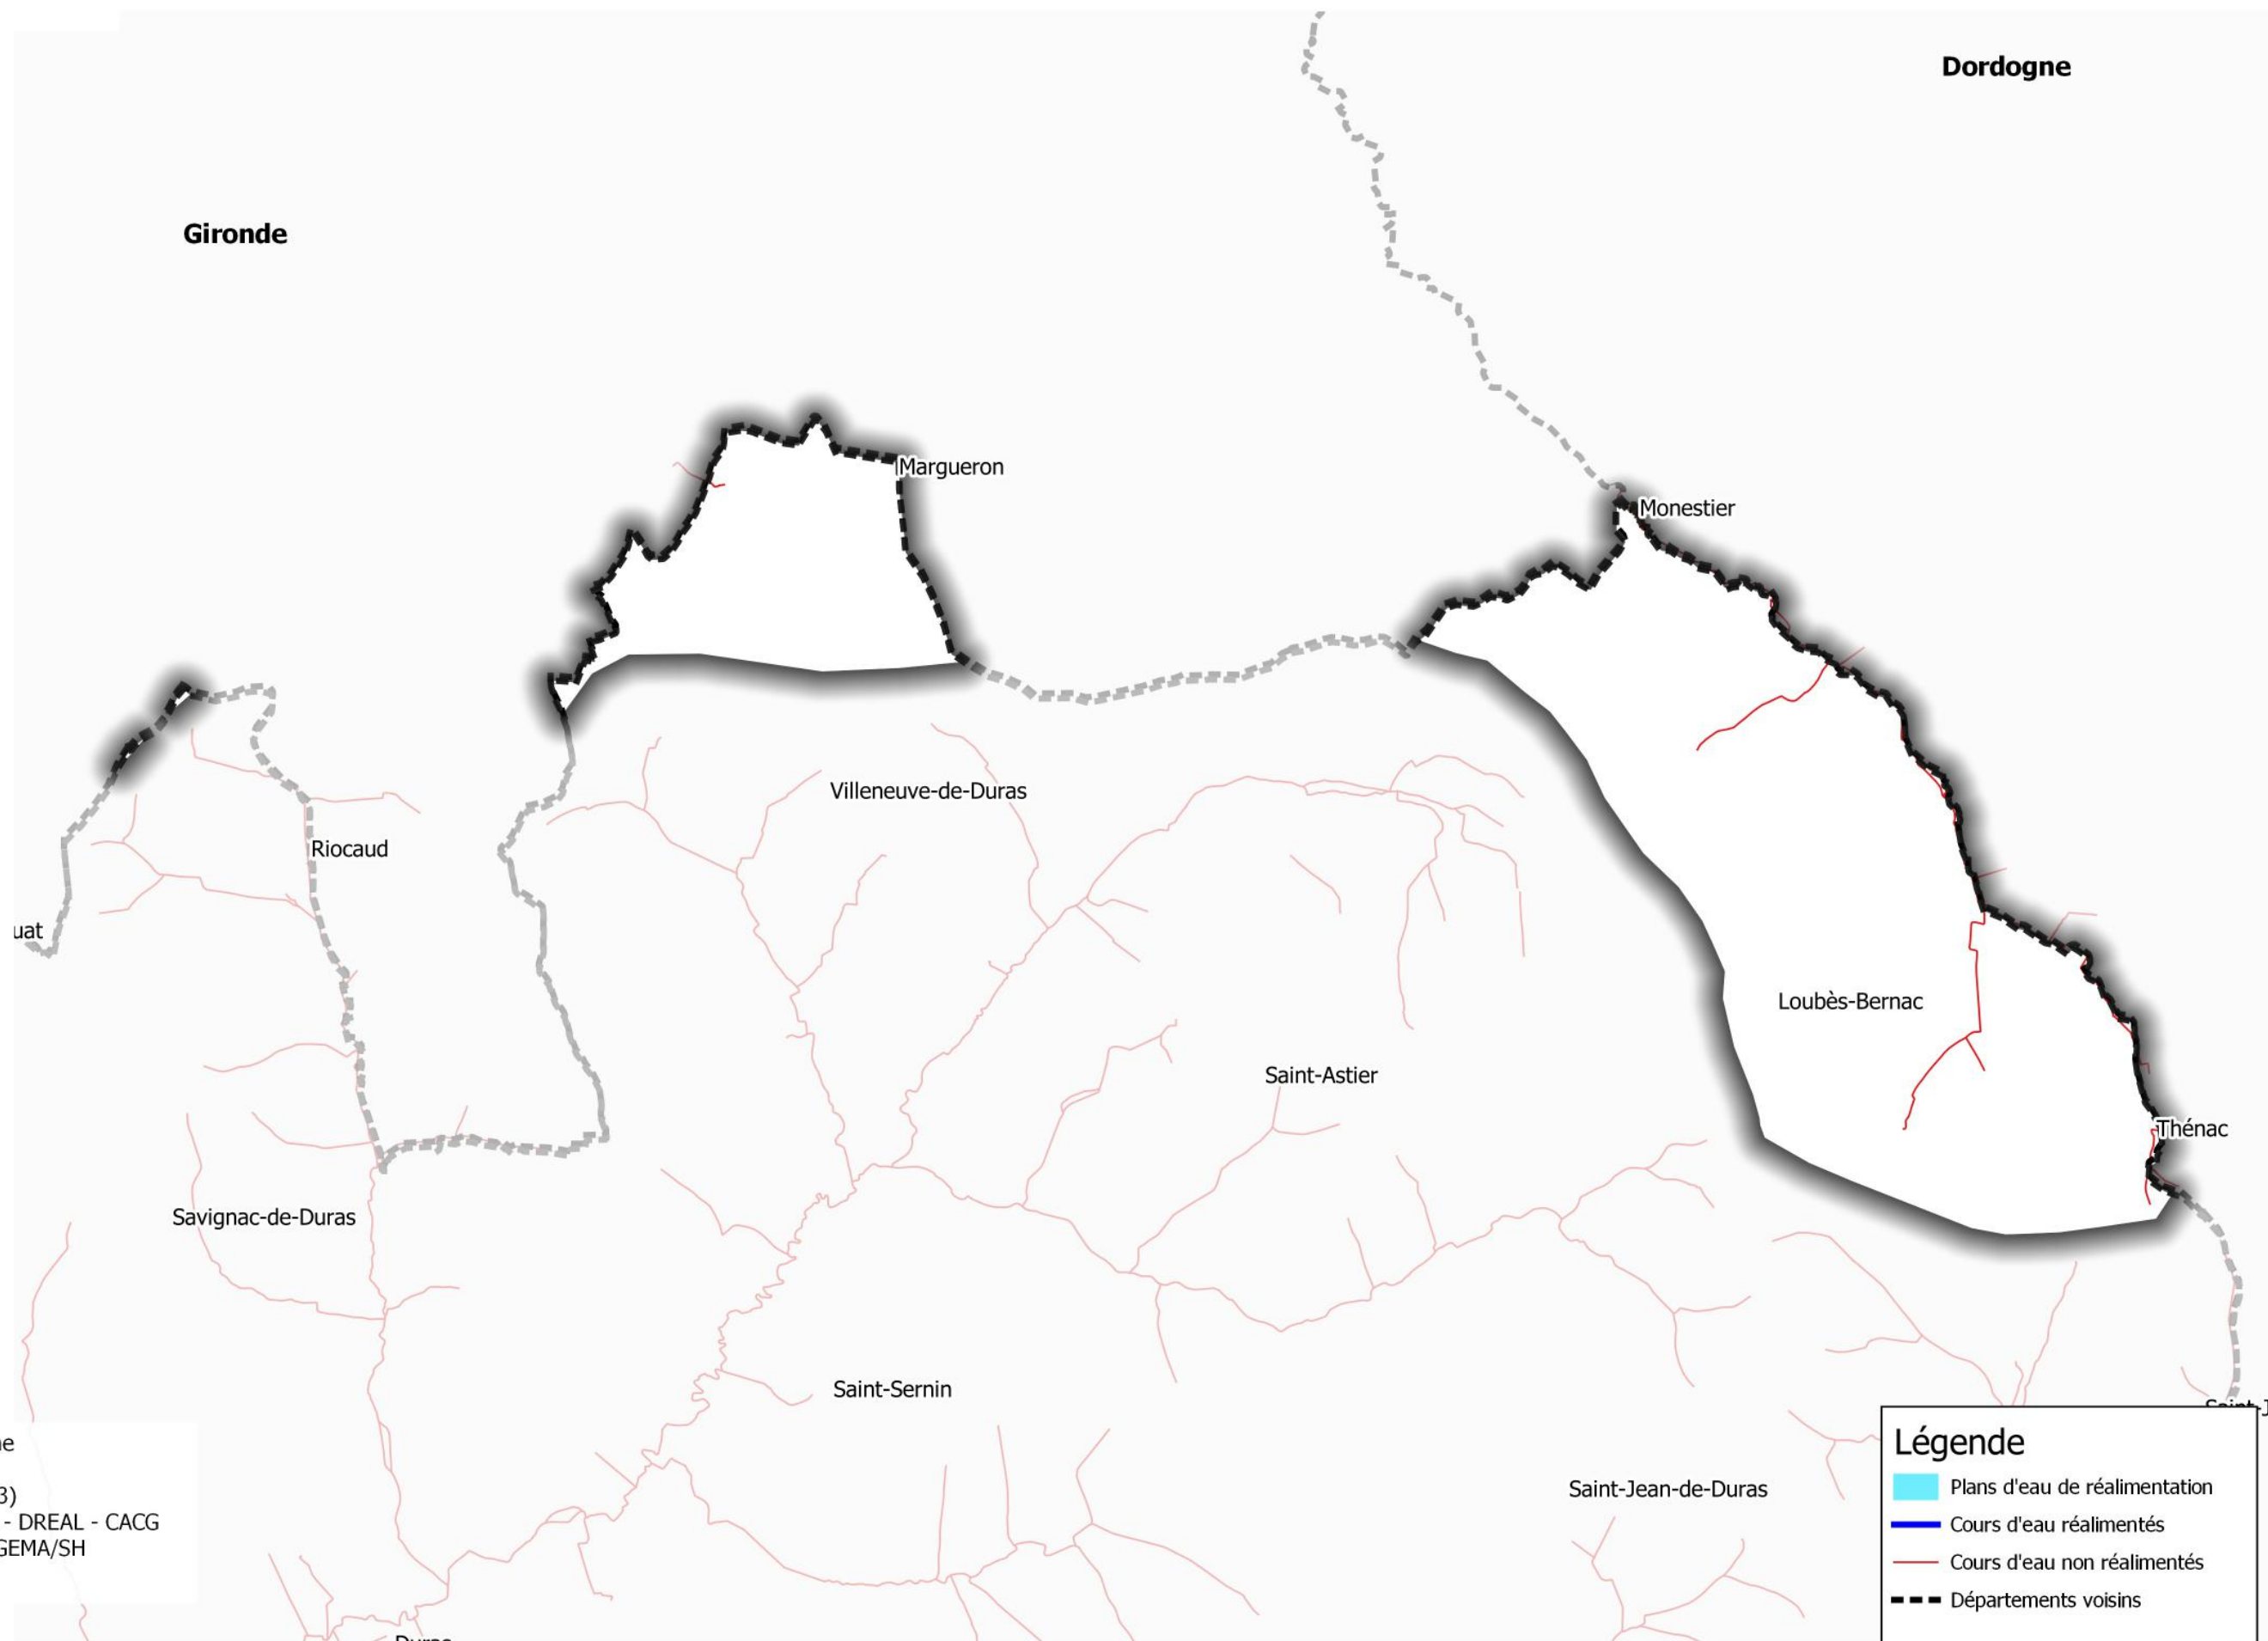 Dordogne
Gironde
Margueron
Monestier
Villeneuve-de-Duras
Riocaud
uat
Loubès-Bernac
Saint-Astier
Thénac
Savignac-de-Duras
Saint-Sernin
Saint-J
Légende
Plans d'eau de réalimentation
Cours d'eau réalimentés
Cours d'eau non réalimentés
Départements voisins
Saint-Jean-de-Duras
3)
- DREAL - CACG
GEMA/SH
Duras